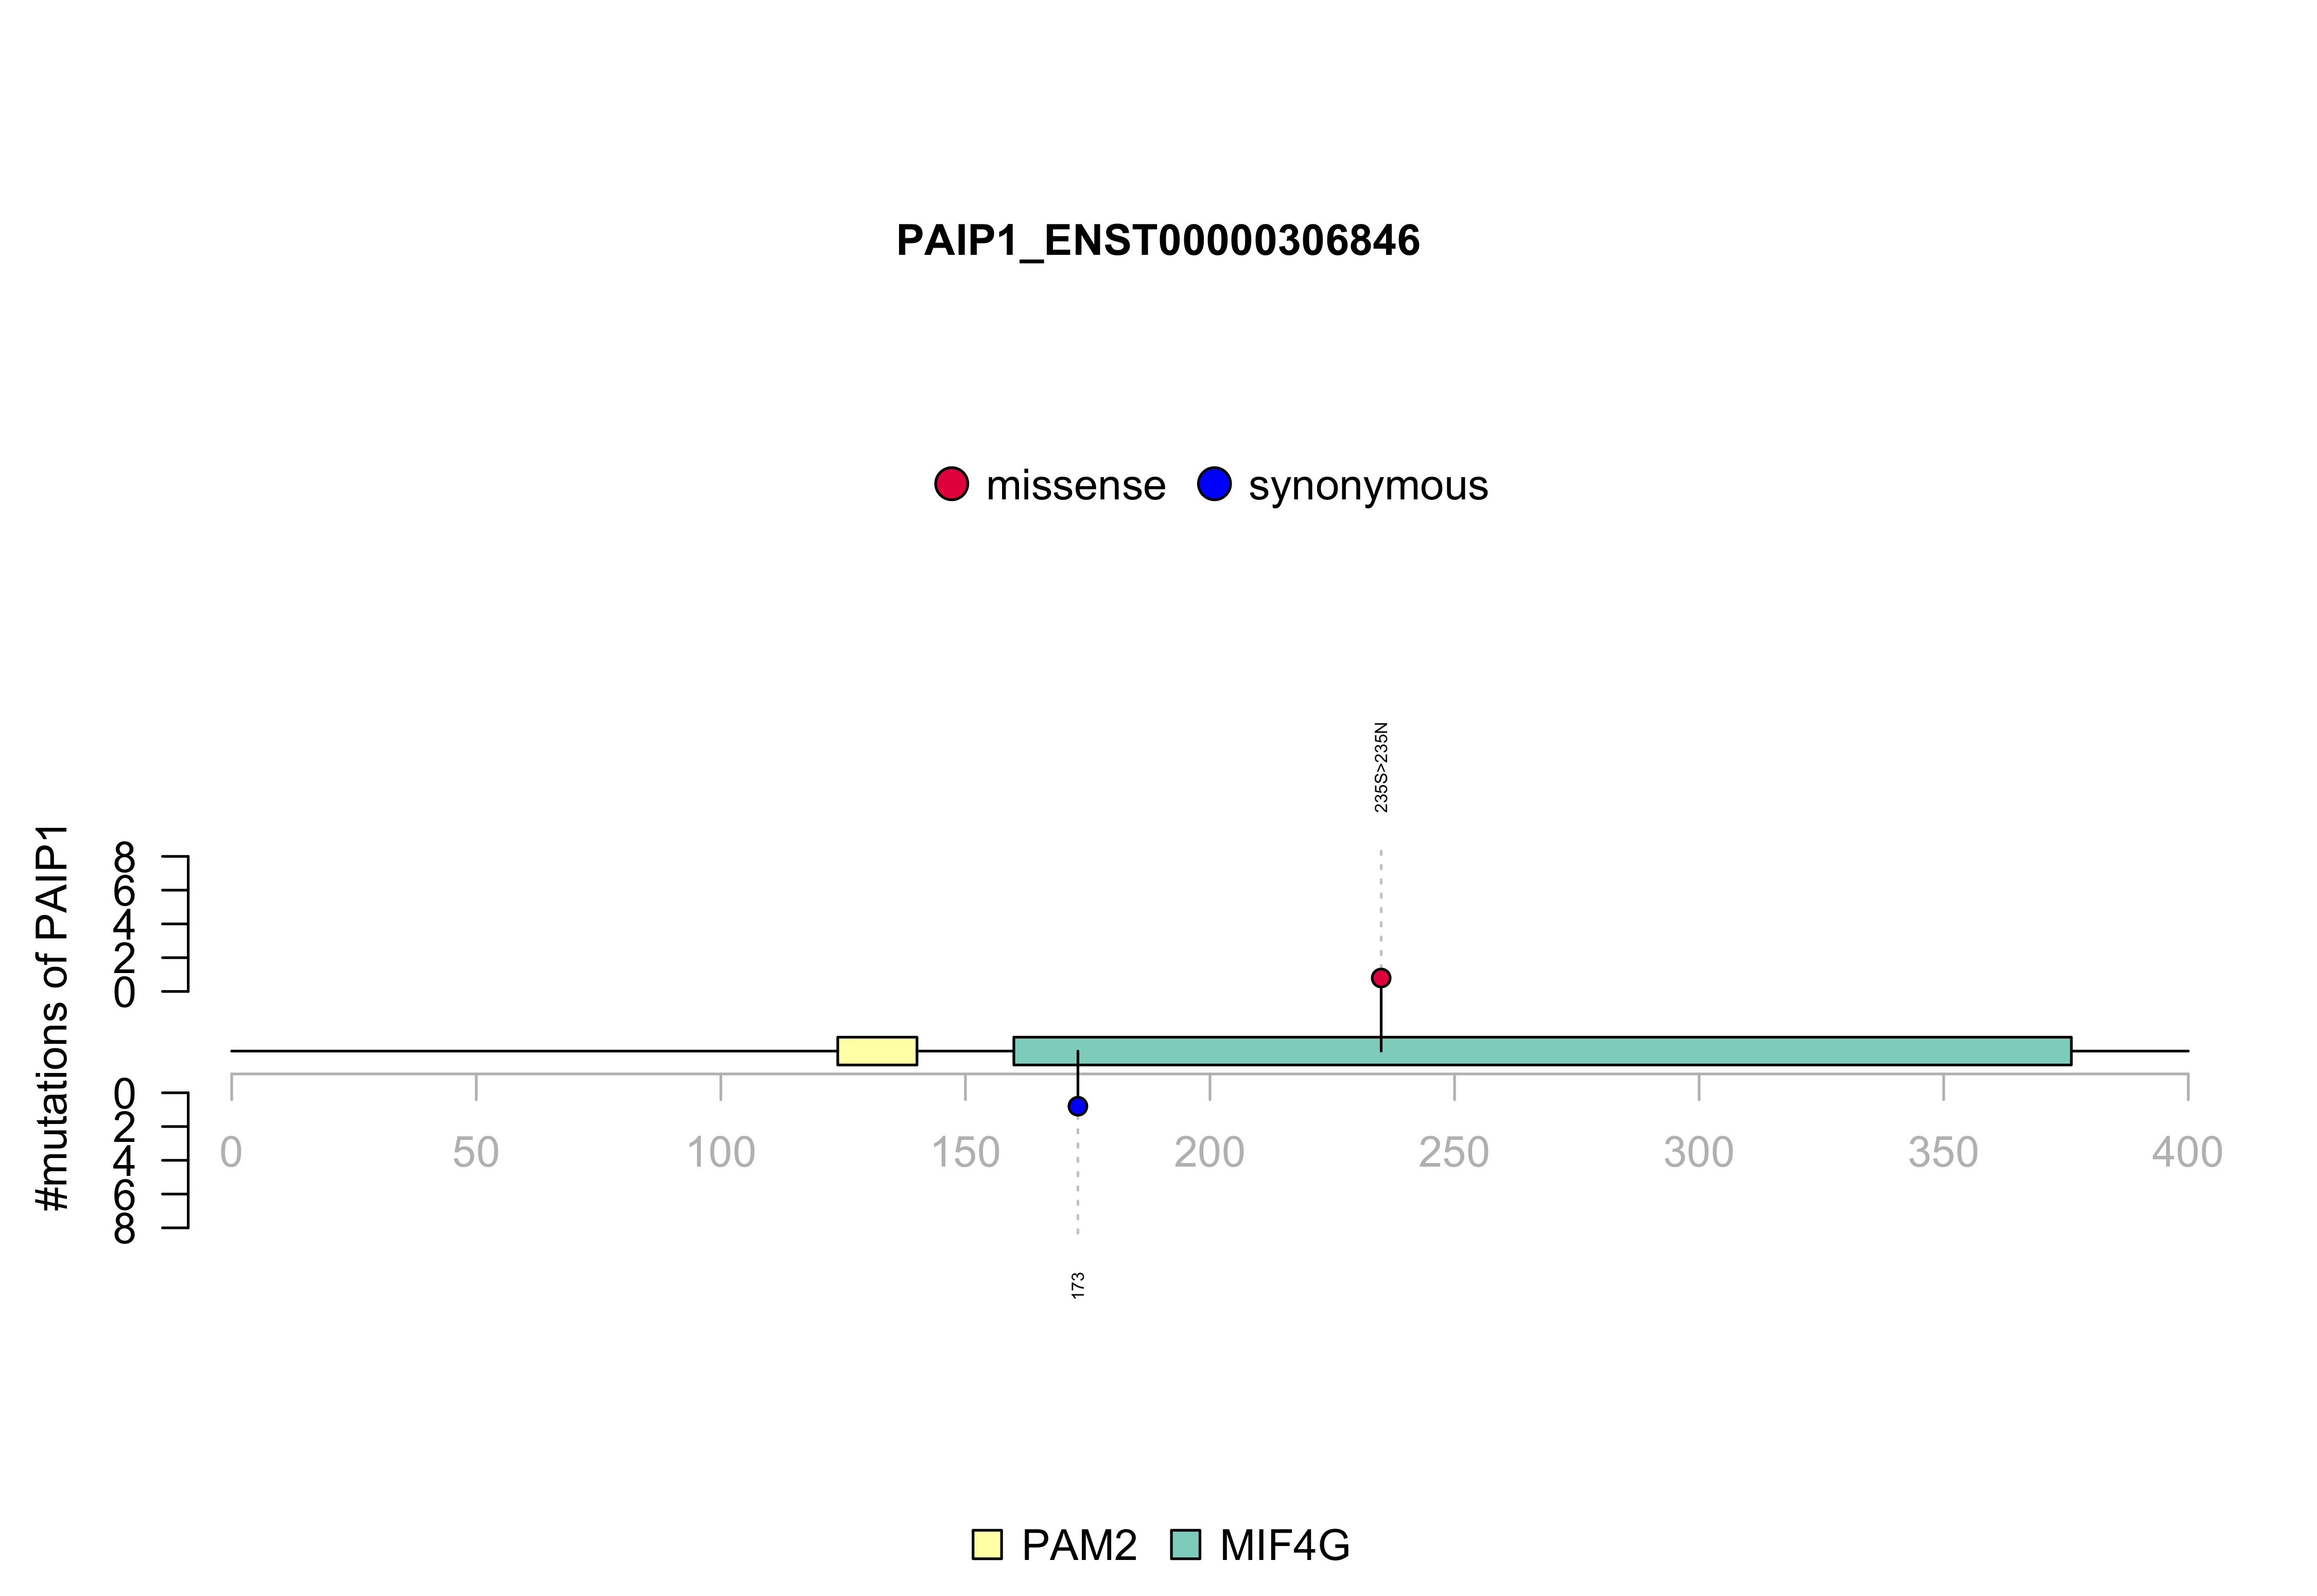 PAIP1_ENST00000306846
missense synonymous
235S>235N
#mutations of PAIP1
8
6
4
2
0
0
2
4
6
8
0 50 100 150 200 250 300 350 400
173
PAM2 MIF4G